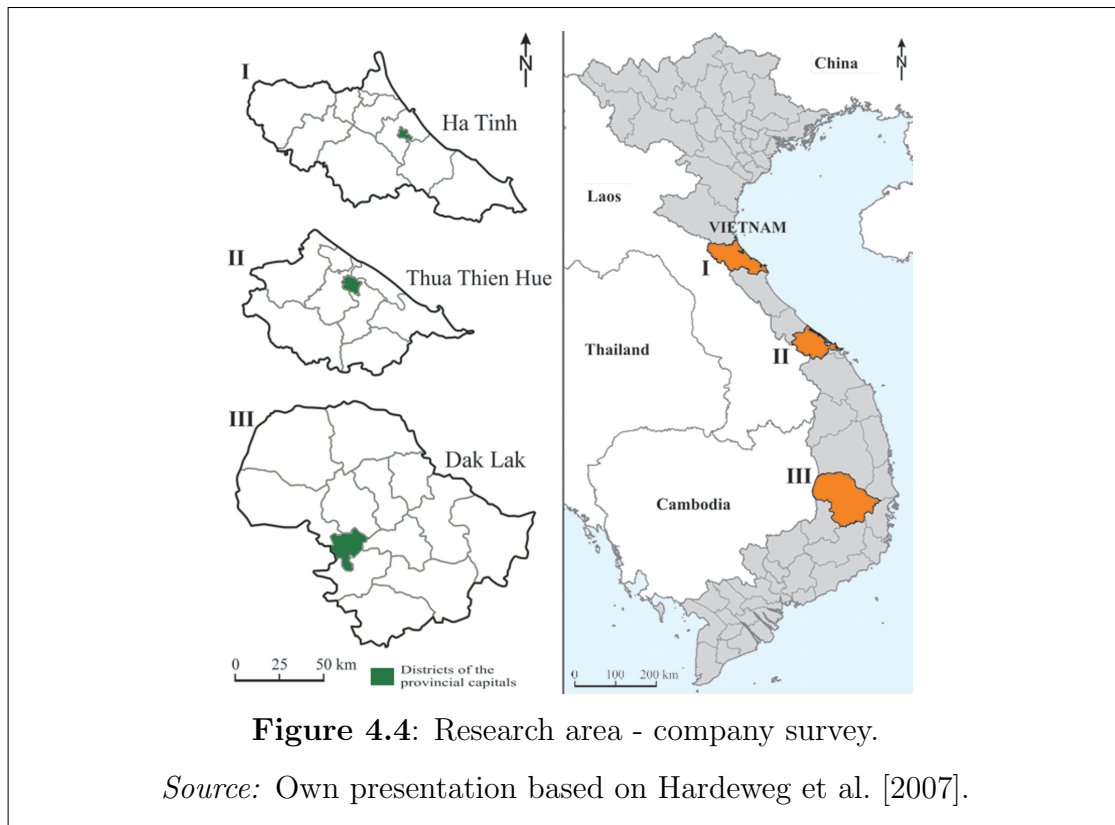 I
N
Ha Tinh
II
Thua Thien Hue
III
Dak Lak
0 25 50 km
Districts of the
provincial capitals
China
N
Laos
VIETNAM
I
Thailand
II
III
Cambodia
0 100 200 km
Figure 4.4: Research area - company survey.
Source: Own presentation based on Hardeweg et al. [2007].